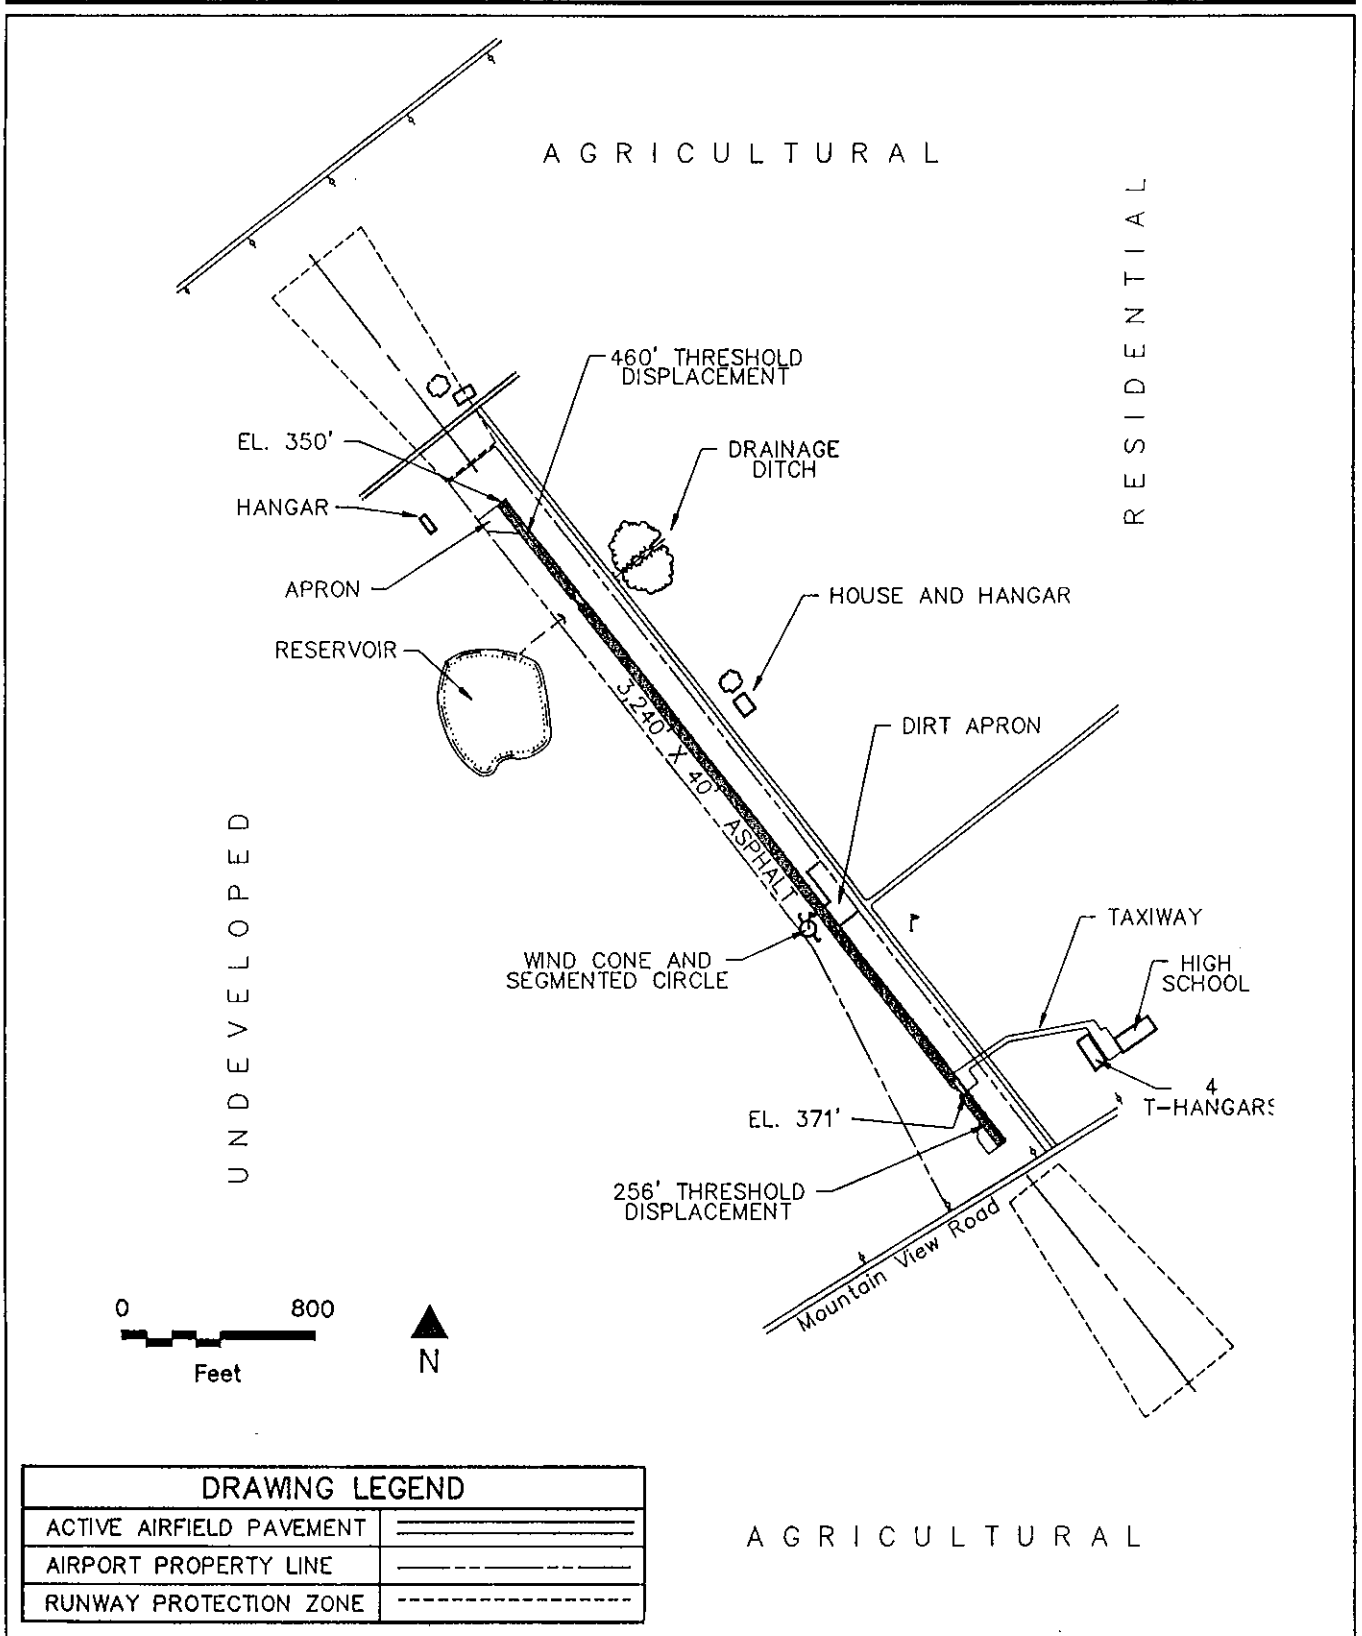 AGRICULTURAL
RESIDENTIAL
460' THRESHOLD
DISPLACEMENT
EL. 350'
DRAINAGE
DITCH
HANGAR
APRON
HOUSE AND HANGAR
RESERVOIR
3,240' X 40' ASPHALT
DIRT APRON
UNDEVELOPED
TAXIWAY
WIND CONE AND
SEGMENTED CIRCLE
HIGH
SCHOOL
4
T-HANGARS
EL. 371'
256' THRESHOLD
DISPLACEMENT
Mountain View Road
0 800
Feet
N
DRAWING LEGEND
ACTIVE AIRFIELD PAVEMENT
AIRPORT PROPERTY LINE
RUNWAY PROTECTION ZONE
AGRICULTURAL